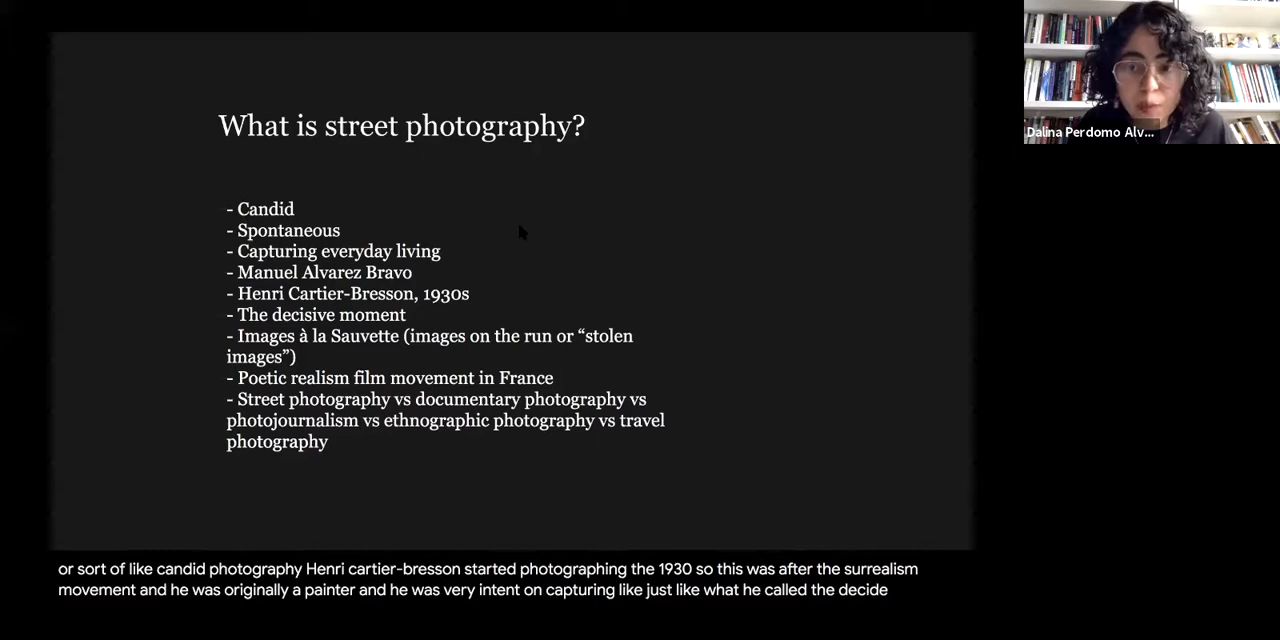 What is street photography?
- Candid
- Spontaneous
- Capturing everyday living
- Manuel Alvarez Bravo
- Henri Cartier-Bresson, 1930s
- The decisive moment
- Images à la Sauvette (images on the run or “stolen
images”)
- Poetic realism film movement in France
- Street photography vs documentary photography vs
photojournalism vs ethnographic photography vs travel
photography
Dalina Perdomo Alv...
or sort of like candid photography Henri cartier-bresson started photographing the 1930 so this was after the surrealism
movement and he was originally a painter and he was very intent on capturing like just like what he called the decide